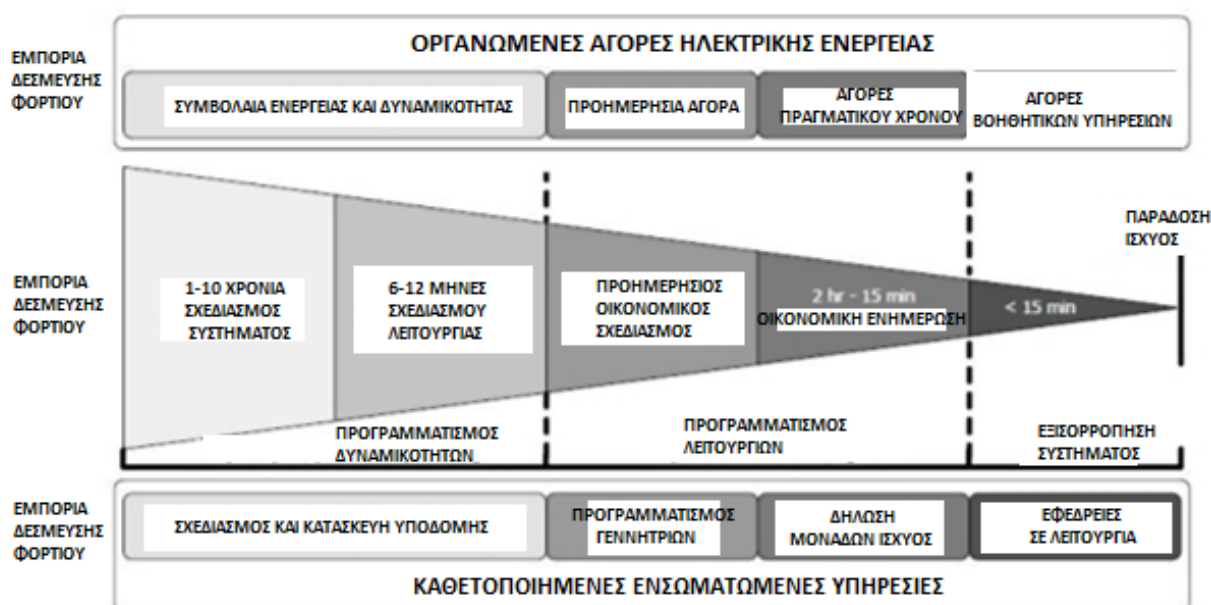 ΟΡΓΑΝΩΜΕΝΕΣ ΑΓΟΡΕΣ ΗΛΕΚΤΡΙΚΗΣ ΕΝΕΡΓΕΙΑΣ
ΕΜΠΟΡΙΑ
ΔΕΣΜΕΥΣΗΣ
ΦΟΡΤΙΟΥ
ΣΥΜΒΟΛΑΙΑ ΕΝΕΡΓΕΙΑΣ ΚΑΙ ΔΥΝΑΜΙΚΟΤΗΤΑΣ
ΠΡΟΗΜΕΡΗΣΙΑ ΑΓΟΡΑ
ΑΓΟΡΕΣ
ΠΡΑΓΜΑΤΙΚΟΥ ΧΡΟΝΟΥ
ΑΓΟΡΕΣ
ΒΟΗΘΗΤΙΚΩΝ ΥΠΗΡΕΣΙΩΝ
ΠΑΡΑΔΟΣΗ
ΙΣΧΥΟΣ
ΕΜΠΟΡΙΑ
ΔΕΣΜΕΥΣΗΣ
ΦΟΡΤΙΟΥ
1-10 ΧΡΟΝΙΑ
ΣΧΕΔΙΑΣΜΟΣ
ΣΥΣΤΗΜΑΤΟΣ
6-12 ΜΗΝΕΣ
ΣΧΕΔΙΑΣΜΟΥ
ΛΕΙΤΟΥΡΓΙΑΣ
ΠΡΟΗΜΕΡΗΣΙΟΣ
ΟΙΚΟΝΟΜΙΚΟΣ
ΣΧΕΔΙΑΣΜΟΣ
2 hr - 15 min
ΟΙΚΟΝΟΜΙΚΗ ΕΝΗΜΕΡΩΣΗ
< 15 min
ΠΡΟΓΡΑΜΜΑΤΙΣΜΟΣ
ΔΥΝΑΜΙΚΟΤΗΤΩΝ
ΠΡΟΓΡΑΜΜΑΤΙΣΜΟΣ
ΛΕΙΤΟΥΡΓΙΩΝ
ΕΞΙΣΟΡΡΟΠΗΣΗ
ΣΥΣΤΗΜΑΤΟΣ
ΕΜΠΟΡΙΑ
ΔΕΣΜΕΥΣΗΣ
ΦΟΡΤΙΟΥ
ΣΧΕΔΙΑΣΜΟΣ ΚΑΙ ΚΑΤΑΣΚΕΥΗ ΥΠΟΔΟΜΗΣ
ΠΡΟΓΡΑΜΜΑΤΙΣΜΟΣ
ΓΕΝΝΗΤΡΙΩΝ
ΔΗΛΩΣΗ
ΜΟΝΑΔΩΝ ΙΣΧΥΟΣ
ΕΦΕΔΡΕΙΕΣ
ΣΕ ΛΕΙΤΟΥΡΓΙΑ
ΚΑΘΕΤΟΠΟΙΗΜΕΝΕΣ ΕΝΣΩΜΑΤΩΜΕΝΕΣ ΥΠΗΡΕΣΙΕΣ